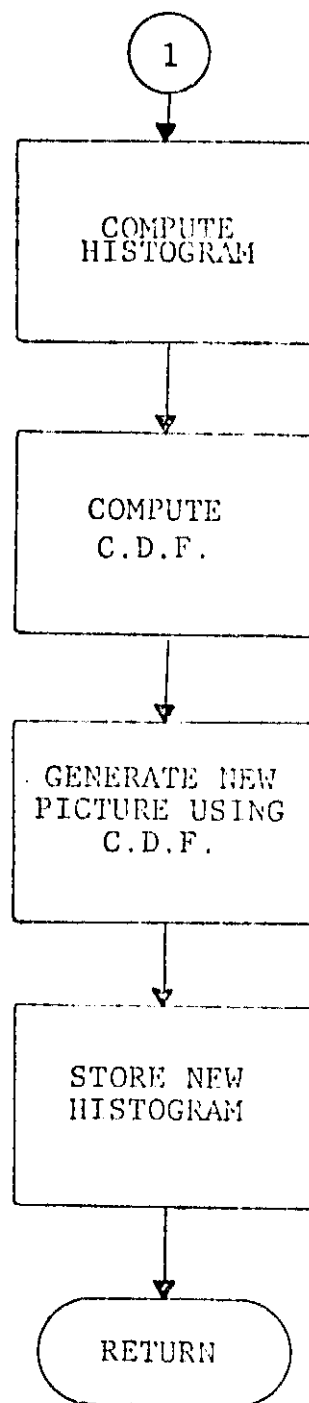 1
COMPUTE
HISTOGRAM
COMPUTE
C.D.F.
GENERATE NEW
PICTURE USING
C.D.F.
STORE NEW
HISTOGRAM
RETURN